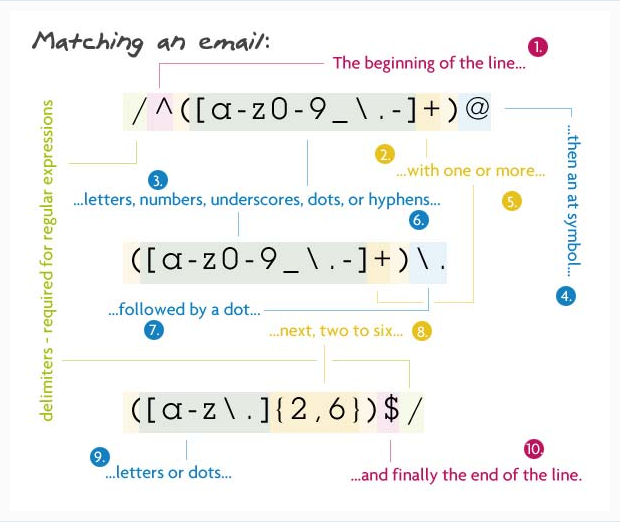 Matching an email:
1.
The beginning of the line...
/^([a-z0-9_\.-]+)@
2.
...with one or more...
3.
...letters, numbers, underscores, dots, or hyphens...
...then an at symbol...
4.
5.
6.
([a-z0-9_\.-]+)\.
...followed by a dot...
7.
...next, two to six...
8.
([a-z\.]{2,6})$/
9.
...letters or dots...
10.
...and finally the end of the line.
delimiters - required for regular expressions